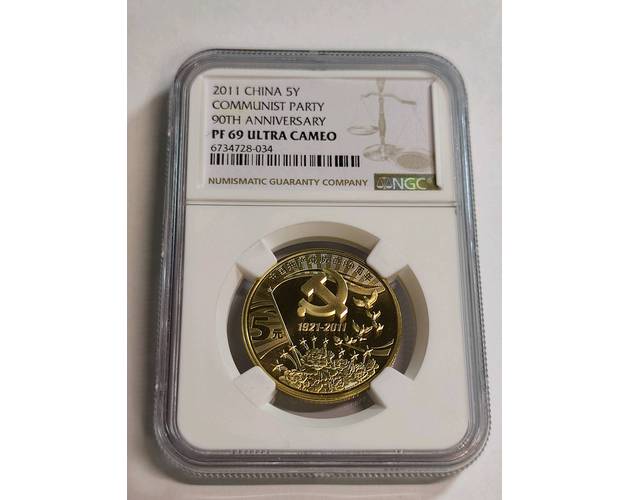 2011 CHINA 5Y
COMMUNIST PARTY
90TH ANNIVERSARY
PF 69 ULTRA CAMEO
6734728-034
NUMISMATIC GUARANTY COMPANY
NGC
1921-2011
5元